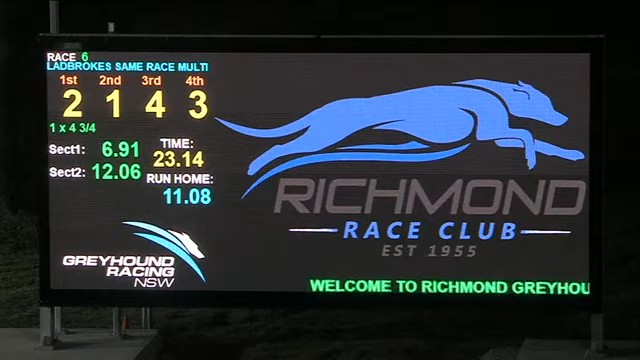 RACE 6
LADBROKES SAME RACE MULTI
1st 2nd 3rd 4th
2 1 4 3
1 x 4 3/4
Sect1: 6.91
Sect2: 12.06
TIME:
23.14
RUN HOME:
11.08
GREYHOUND
RACING
NSW
RICHMOND
RACE CLUB
EST 1955
WELCOME TO RICHMOND GREYHOU